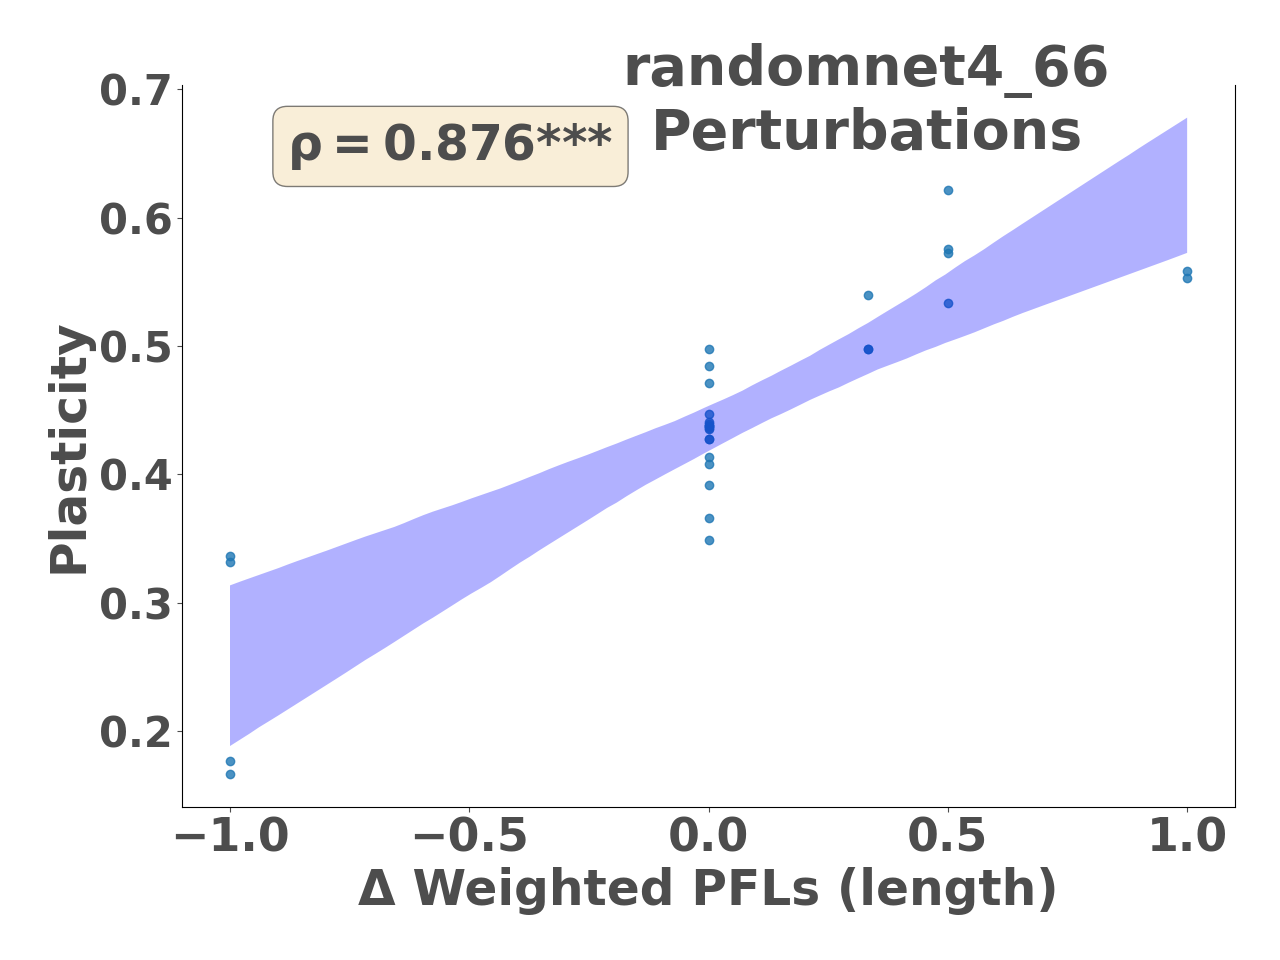 randomnet4_66
Perturbations
ρ = 0.876***
0.7
0.6
0.5
0.4
0.3
0.2
Plasticity
−1.0
−0.5
0.0
0.5
1.0
Δ Weighted PFLs (length)